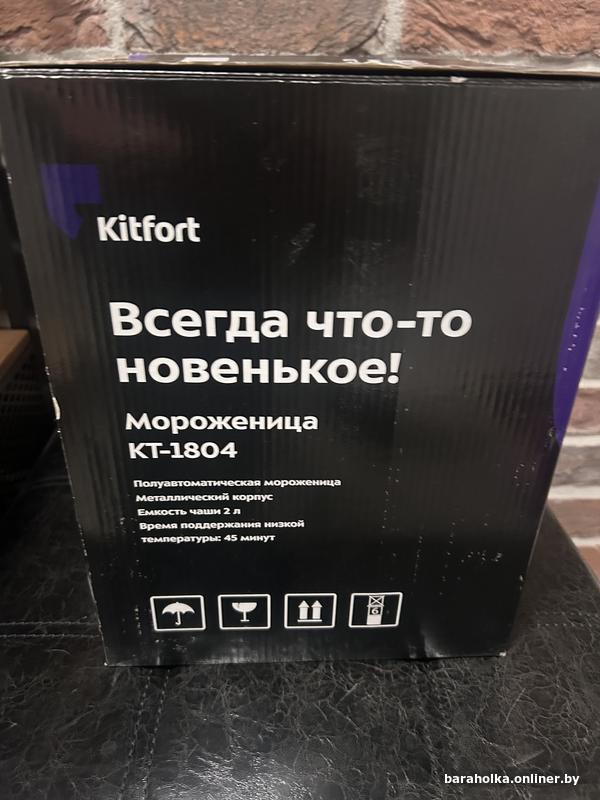 Kitfort
Всегда что-то
новенькое!
Мороженица
КТ-1804
Полуавтоматическая мороженица
Металлический корпус
Емкость чаши 2 л
Время поддержания низкой
температуры: 45 минут
6
baraholka.onliner.by